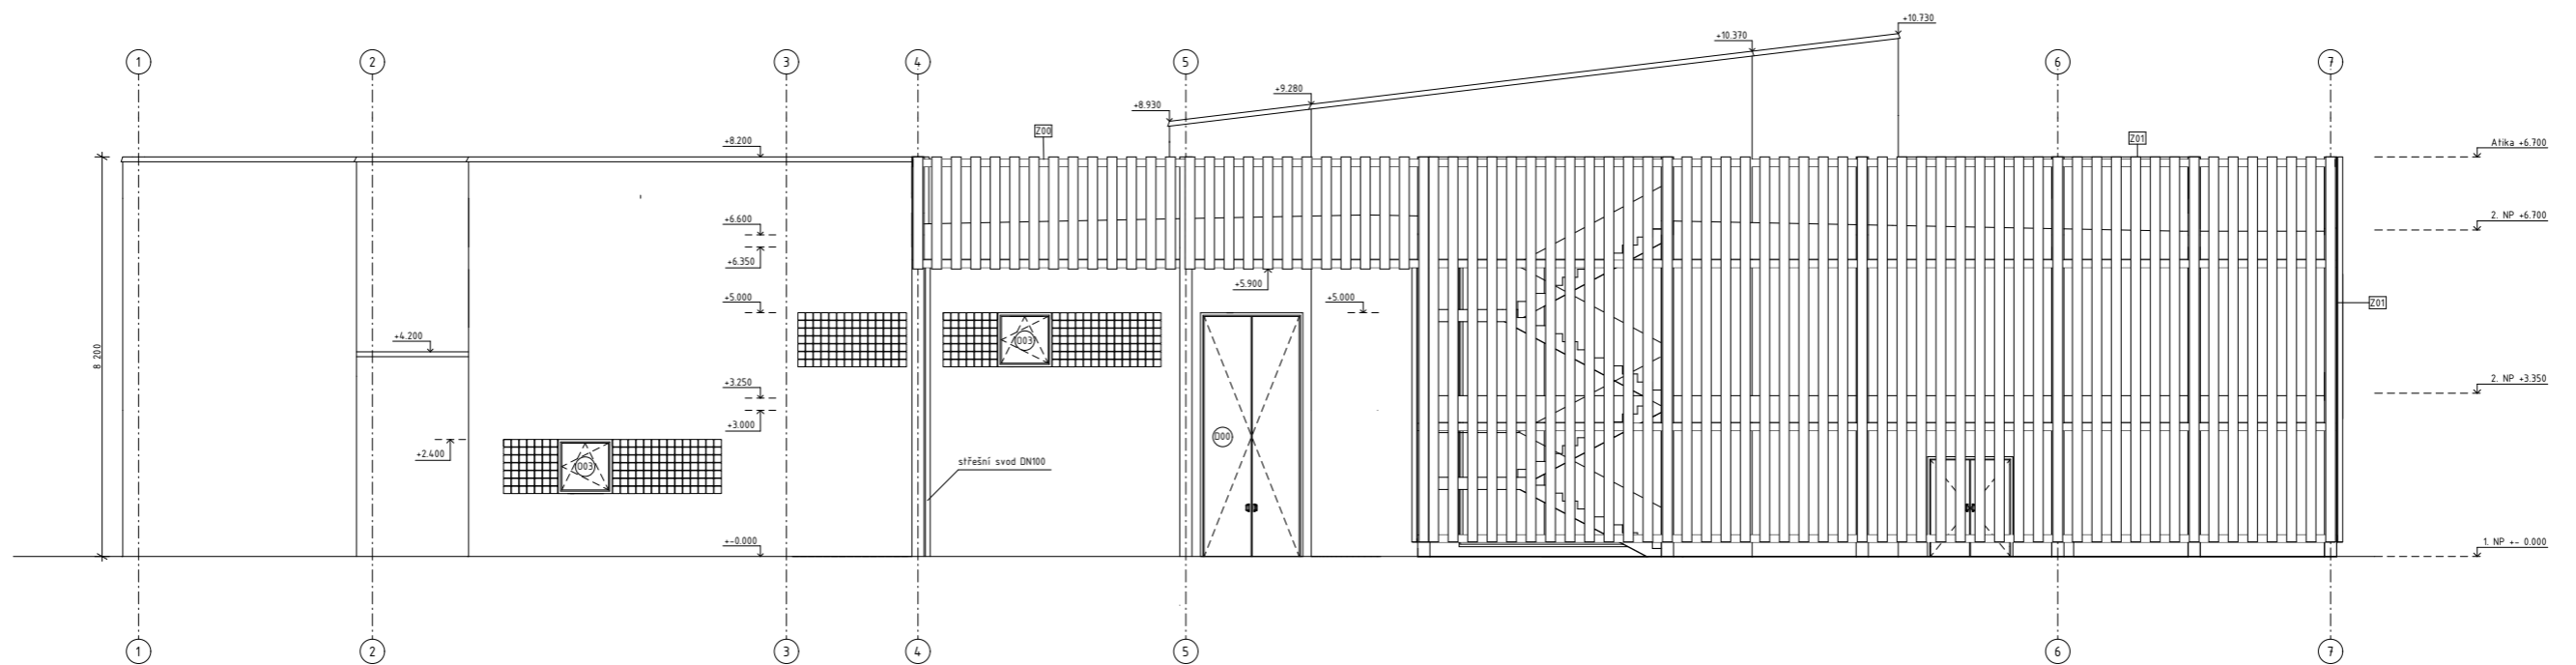 +10.730
+10.370
1
2
3
4
5
6
7
+9.280
+8.930
Z00
Z01
+8.200
Atika +6.700
+6.600
2. NP +6.700
+6.350
+5.900
+5.000
+5.000
Z01
8 200
+4.200
D03
+3.250
2. NP +3.350
+3.000
+2.400
D00
D03
střešní svod DN100
+-0.000
1. NP +- 0.000
1
2
3
4
5
6
7